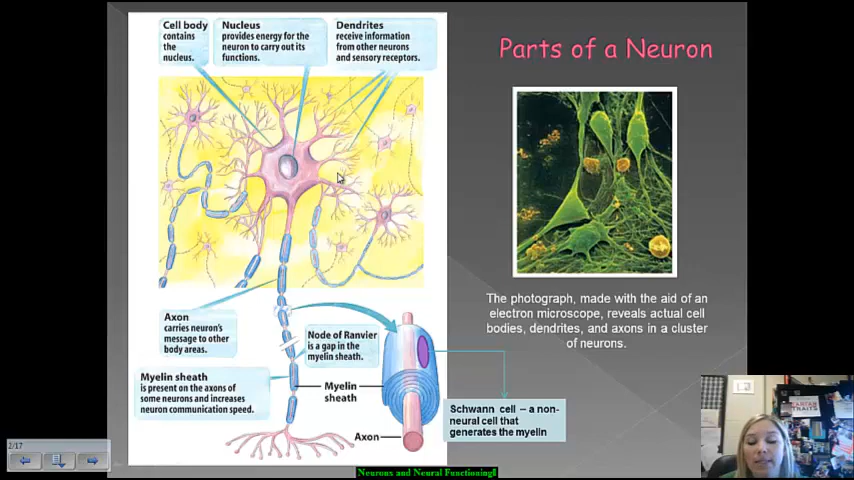 Cell body
contains
the
nucleus.
Nucleus
provides energy for the
neuron to carry out its
functions.
Dendrites
receive information
from other neurons
and sensory receptors.
Parts of a Neuron
The photograph, made with the aid of an
electron microscope, reveals actual cell
bodies, dendrites, and axons in a cluster
of neurons.
Axon
carries neuron's
message to other
body areas.
Node of Ranvier
is a gap in the
myelin sheath.
Myelin sheath
is present on the axons of
some neurons and increases
neuron communication speed.
Myelin
sheath
Axon
Schwann cell – a non-
neural cell that
generates the myelin
2/17
Neurons and Neural Functioning
TRAITS